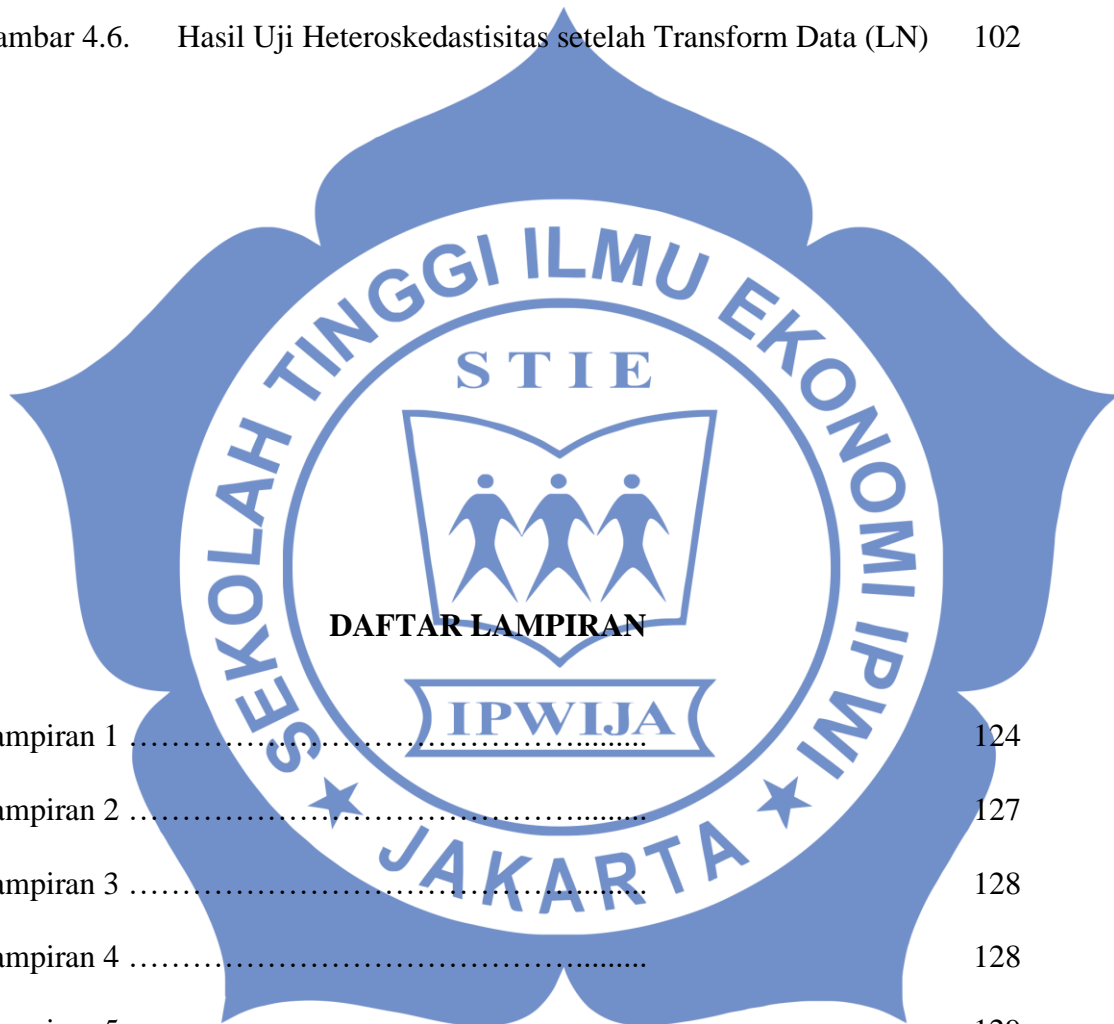 ambar 4.6. Hasil Uji Heteroskedastisitas setelah Transform Data (LN) 102
SEKOLAH TINGGI ILMU EKONOMI IPWI
STIE
DAFTAR LAMPIRAN
IPWIJA
JAKARTA
ampiran 1 ……………………………………………......... 124
ampiran 2 ……………………………………………......... 127
ampiran 3 ……………………………………………......... 128
ampiran 4 ……………………………………………......... 128